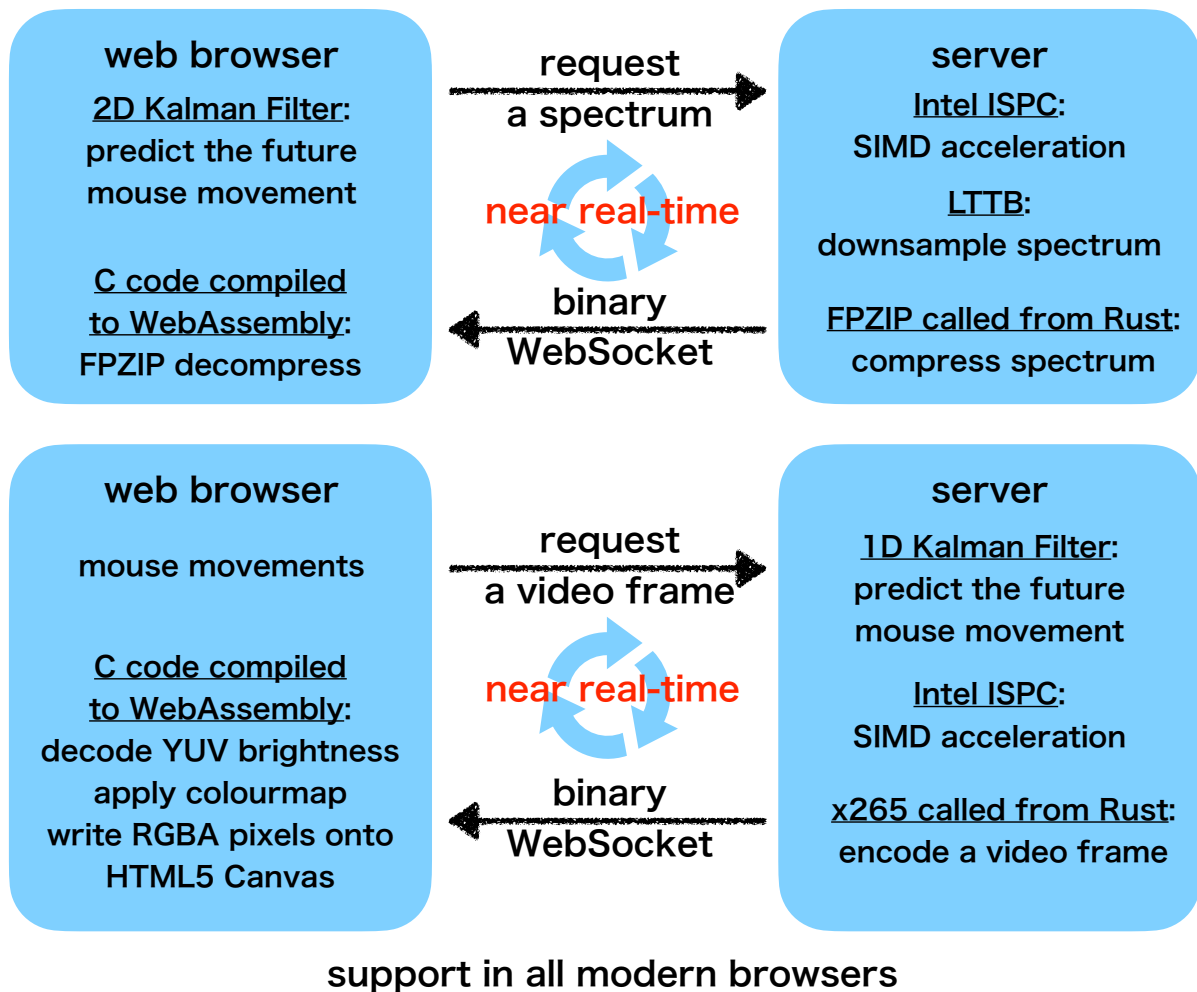 web browser
2D Kalman Filter:
predict the future
mouse movement
C code compiled
to WebAssembly:
FPZIP decompress
request
a spectrum
near real-time
binary
WebSocket
server
Intel ISPC:
SIMD acceleration
LTTB:
downsample spectrum
FPZIP called from Rust:
compress spectrum
web browser
mouse movements
C code compiled
to WebAssembly:
decode YUV brightness
apply colourmap
write RGBA pixels onto
HTML5 Canvas
request
a video frame
near real-time
binary
WebSocket
server
1D Kalman Filter:
predict the future
mouse movement
Intel ISPC:
SIMD acceleration
x265 called from Rust:
encode a video frame
support in all modern browsers